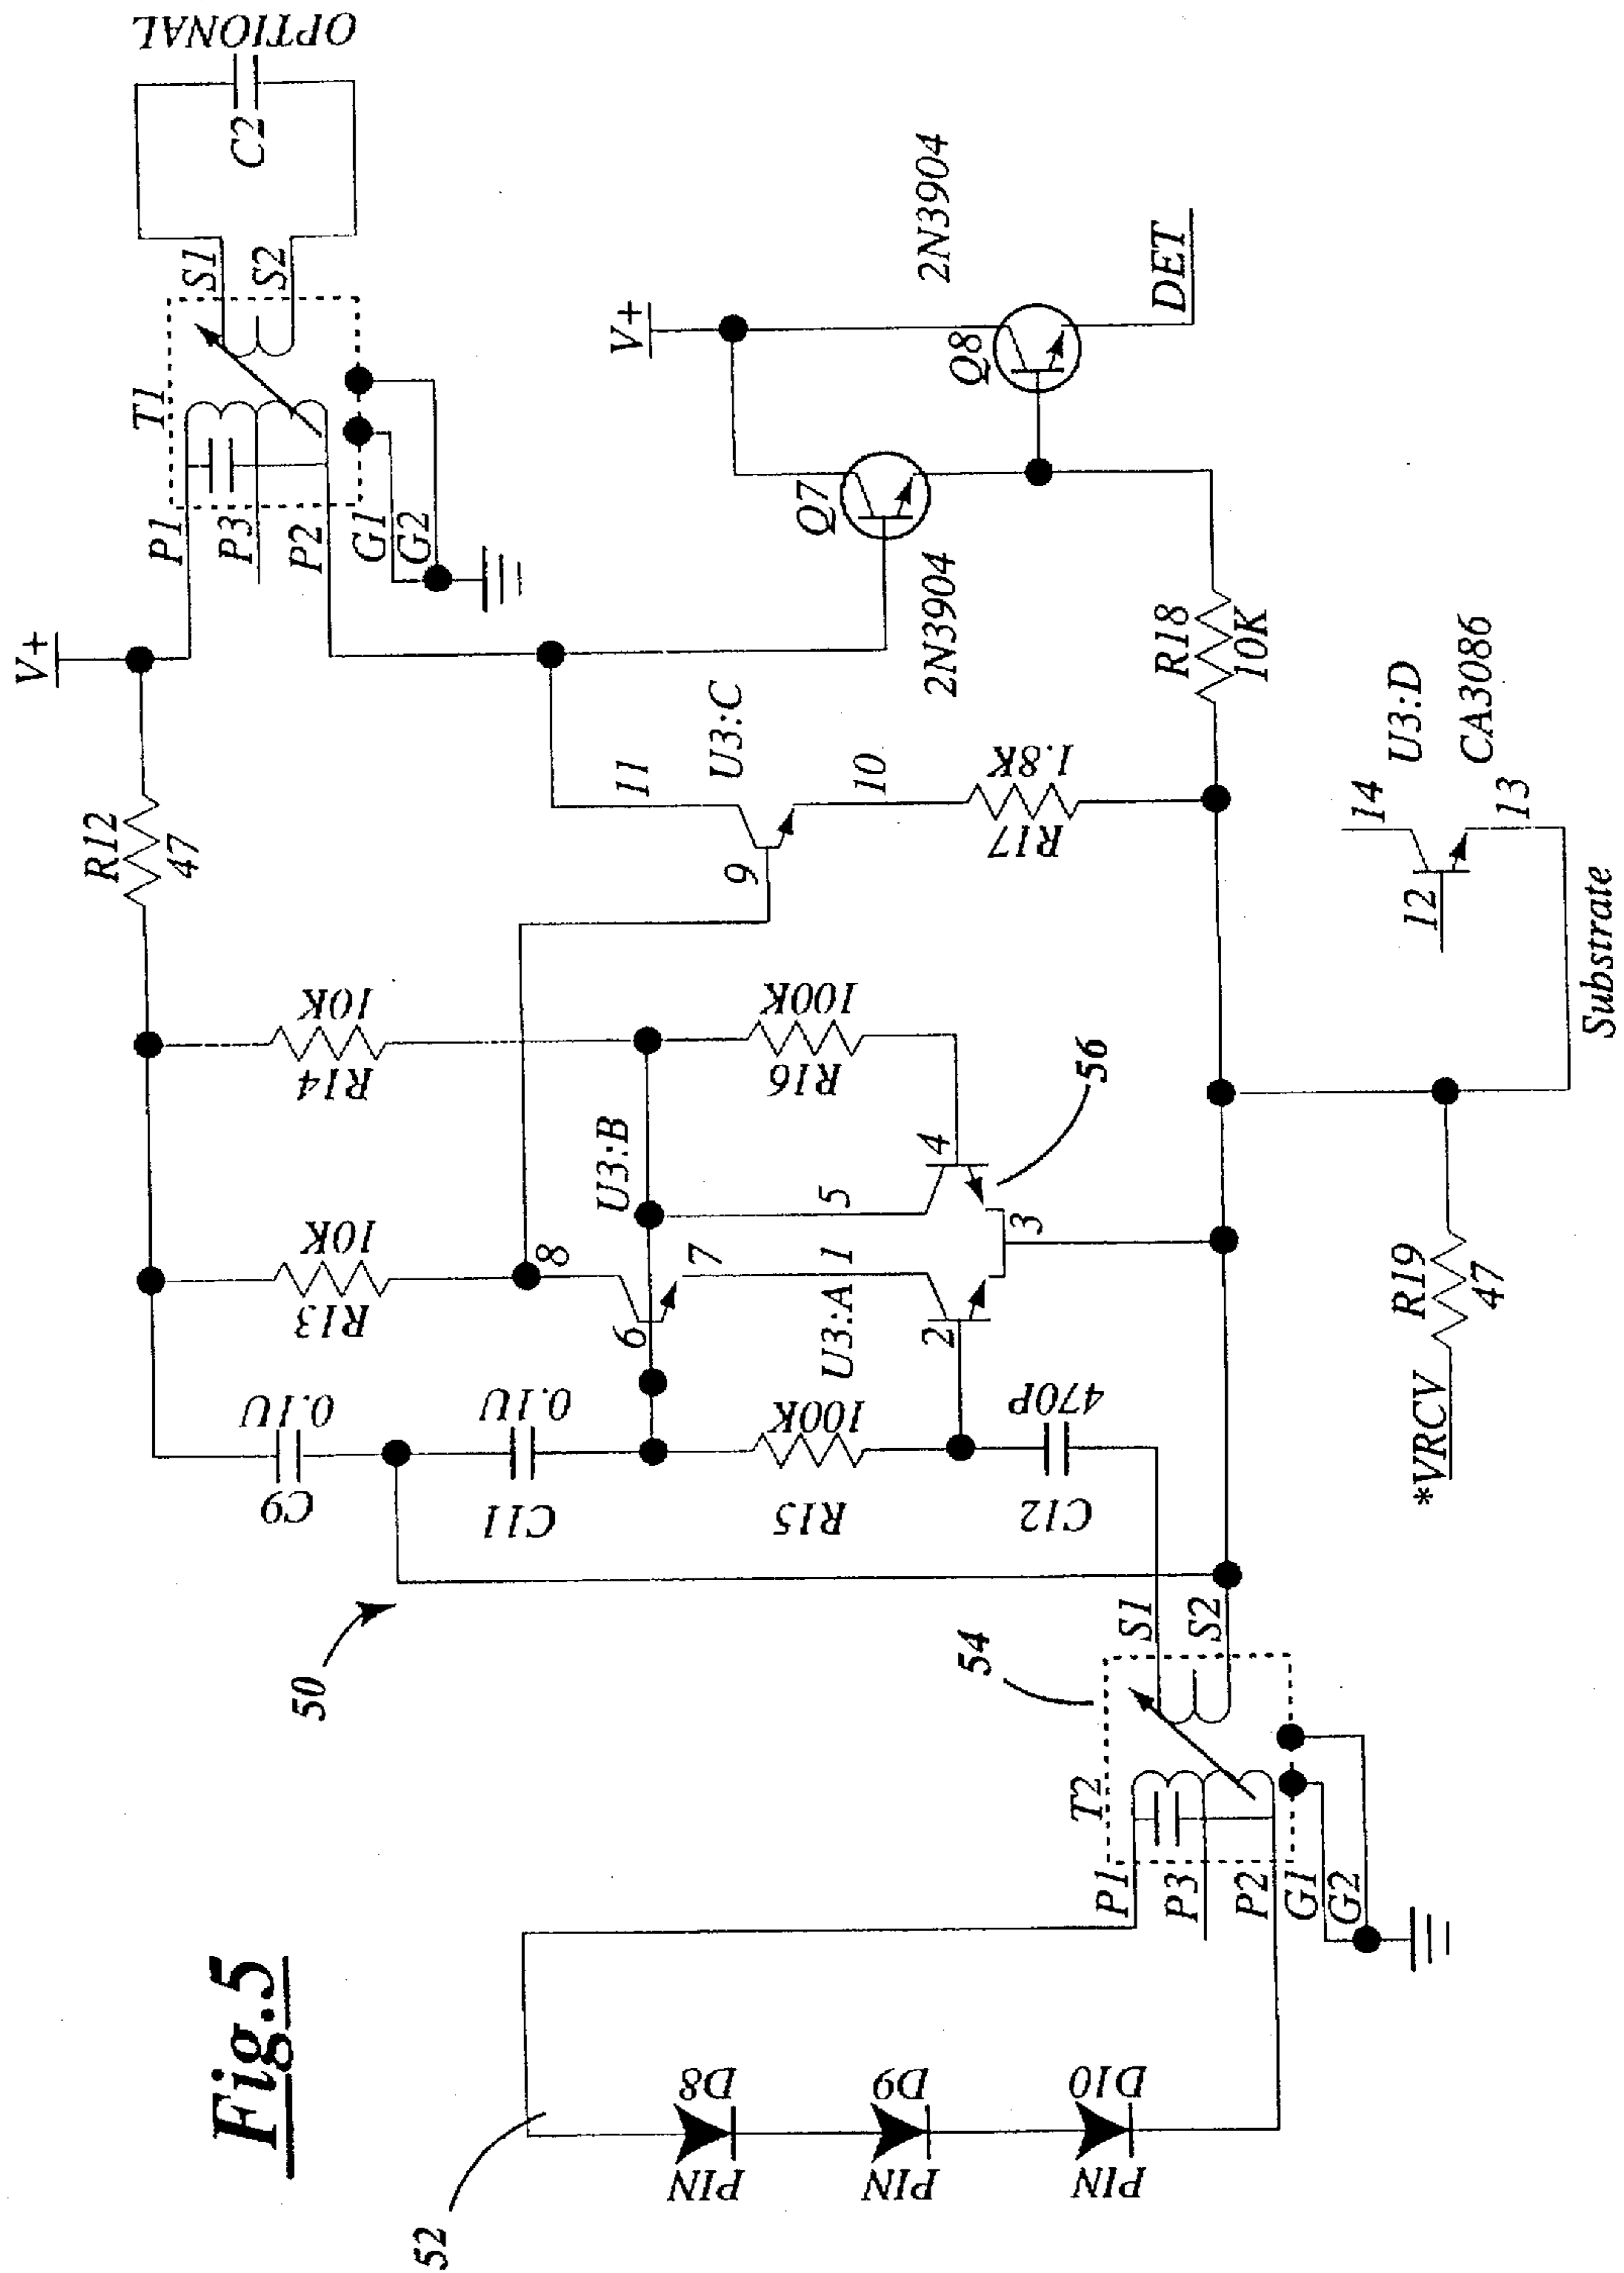 Fig.5
OPTIONAL
C2
V+
T1
P1
P3
P2
G1
G2
S1
S2
R12
47
R14
10K
R13
10K
C9
0.1U
C11
0.1U
R15
100K
C12
470P
R16
100K
U3:B
8
6
7
U3:A
1
2
3
4
5
56
U3:C
9
11
10
R17
1.8K
V+
Q7
2N3904
Q8
2N3904
DET
R18
10K
U3:D
CA3086
14
12
13
Substrate
R19
47
*VRCV
50
54
T2
P1
P3
P2
G1
G2
S1
S2
52
D8
PIN
D9
PIN
D10
PIN